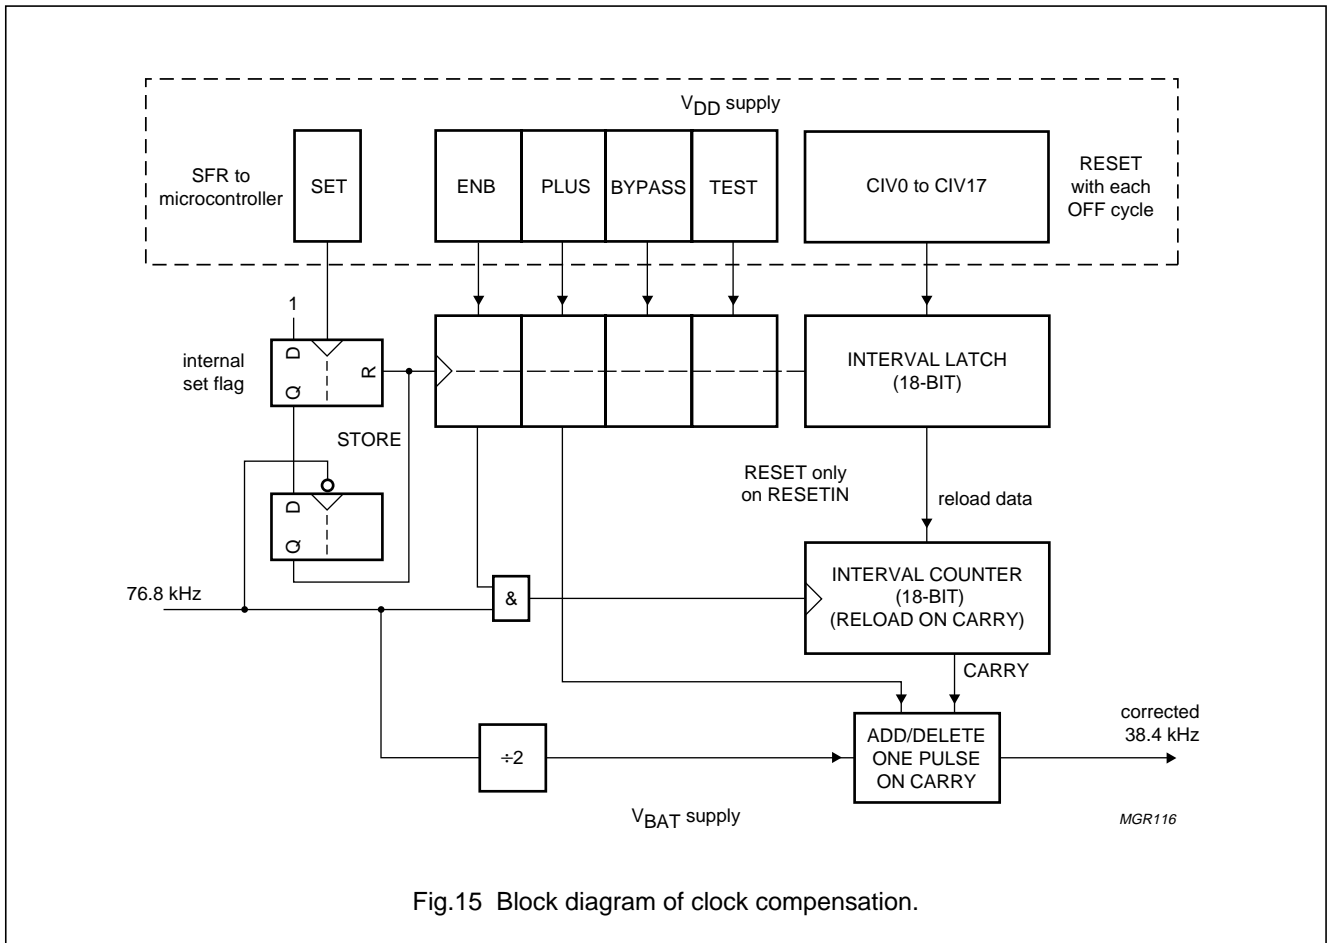 VDD supply
SFR to
microcontroller
SET
ENB
PLUS
BYPASS
TEST
CIV0 to CIV17
RESET
with each
OFF cycle
1
internal
set flag
D
Q
R
INTERVAL LATCH
(18-BIT)
STORE
D
Q
RESET only
on RESETIN
reload data
76.8 kHz
&
INTERVAL COUNTER
(18-BIT)
(RELOAD ON CARRY)
CARRY
÷2
ADD/DELETE
ONE PULSE
ON CARRY
corrected
38.4 kHz
VBAT supply
MGR116
Fig.15 Block diagram of clock compensation.